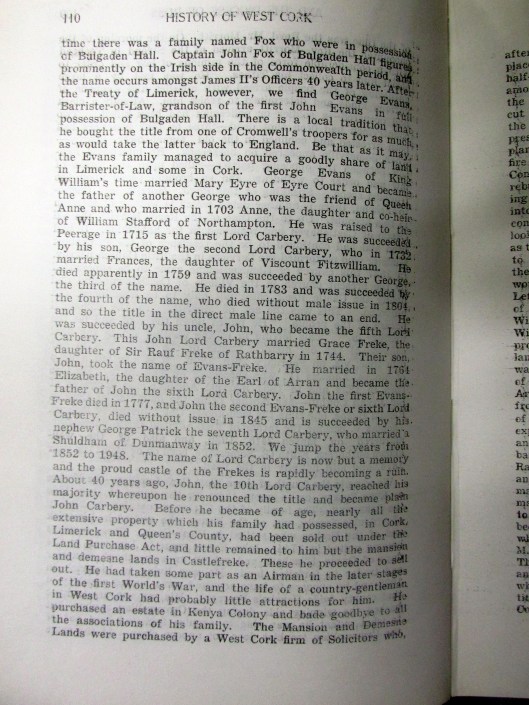 110 HISTORY OF WEST CORK
time there was a family named Fox who were in possession
of Bulgaden Hall. Captain John Fox of Bulgaden Hall figures
prominently on the Irish side in the Commonwealth period, and
the name occurs amongst James II's Officers 40 years later. After
the Treaty of Limerick, however, we find George Evans,
Barrister-of-Law, grandson of the first John Evans in full
possession of Bulgaden Hall. There is a local tradition that
he bought the title from one of Cromwell's troopers for as much
as would take the latter back to England. Be that as it may,
the Evans family managed to acquire a goodly share of land
in Limerick and some in Cork. George Evans of King
William's time married Mary Eyre of Eyre Court and became
the father of another George who was the friend of Queen
Anne and who married in 1703 Anne, the daughter and co-heir
of William Stafford of Northampton. He was raised to the
Peerage in 1715 as the first Lord Carbery. He was succeeded
by his son, George the second Lord Carbery, who in 1732
married Frances, the daughter of Viscount Fitzwilliam. He
died apparently in 1759 and was succeeded by another George,
the third of the name. He died in 1783 and was succeeded by
the fourth of the name, who died without male issue in 1804,
and so the title in the direct male line came to an end. He
was succeeded by his uncle, John, who became the fifth Lord
Carbery. This John Lord Carbery married Grace Freke, the
daughter of Sir Rauf Freke of Rathbarry in 1744. Their son,
John, took the name of Evans-Freke. He married in 1764
Elizabeth, the daughter of the Earl of Arran and became the
father of John the sixth Lord Carbery. John the first Evans-
Freke died in 1777, and John the second Evans-Freke or sixth Lord
Carbery, died without issue in 1845 and is succeeded by his
nephew George Patrick the seventh Lord Carbery, who married a
Shuldham of Dunmanway in 1852. We jump the years from
1852 to 1948. The name of Lord Carbery is now but a memory
and the proud castle of the Frekes is rapidly becoming a ruin.
About 40 years ago, John, the 10th Lord Carbery, reached his
majority whereupon he renounced the title and became plain
John Carbery. Before he became of age, nearly all the
extensive property which his family had possessed, in Cork,
Limerick and Queen's County, had been sold out under the
Land Purchase Act, and little remained to him but the mansion
and demesne lands in Castlefreke. These he proceeded to sell
out. He had taken some part as an Airman in the later stages
of the first World's War, and the life of a country-gentleman
in West Cork had probably little attractions for him. He
purchased an estate in Kenya Colony and bade goodbye to all
the associations of his family. The Mansion and Demesne
Lands were purchased by a West Cork firm of Solicitors who,